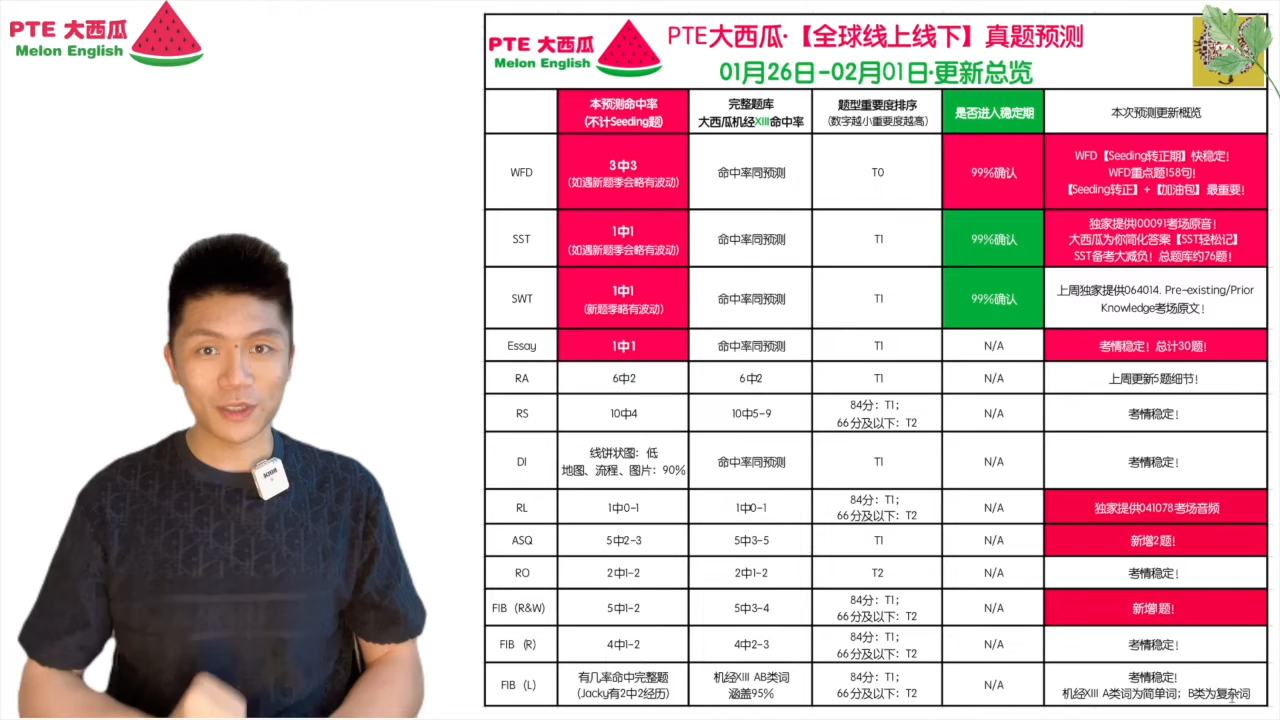 PTE 大西瓜
Melon English
PTE 大西瓜
Melon English
PTE大西瓜·【全球线上线下】真题预测
01月26日-02月01日·更新总览
本预测命中率
(不计Seeding题)
完整题库
大西瓜机经XIII命中率
题型重要度排序
(数字越小重要度越高)
是否进入稳定期
本次预测更新概览
WFD
3中3
(如遇新题季会略有波动)
命中率同预测
T0
99%确认
WFD【Seeding转正期】快稳定!
WFD重点题158句!
【Seeding转正】+【加油包】最重要!
SST
1中1
(如遇新题季会略有波动)
命中率同预测
T1
99%确认
独家提供100091考场原音!
大西瓜为你简化答案【SST轻松记】
SST备考大减负! 总题库约76题!
SWT
1中1
(新题季略有波动)
命中率同预测
T1
99%确认
上周独家提供064014. Pre-existing/Prior
Knowledge考场原文!
Essay
1中1
命中率同预测
T1
N/A
考情稳定! 总计30题!
RA
6中2
6中2
T1
N/A
上周更新5题细节!
RS
10中4
10中5-9
84分: T1;
66分及以下: T2
N/A
考情稳定!
DI
线饼状图: 低
地图、流程、图片: 90%
命中率同预测
T1
N/A
考情稳定!
RL
1中0-1
1中0-1
84分: T1;
66分及以下: T2
N/A
独家提供041078考场音频
ASQ
5中2-3
5中3-5
T1
N/A
新增2题!
RO
2中1-2
2中1-2
T2
N/A
考情稳定!
FIB (R&W)
5中1-2
5中3-4
84分: T1;
66分及以下: T2
N/A
新增1题!
FIB (R)
4中1-2
4中2-3
84分: T1;
66分及以下: T2
N/A
考情稳定!
FIB (L)
有几率命中完整题
(Jacky有2中2经历)
机经XIII AB类词
涵盖95%
84分: T1;
66分及以下: T2
N/A
考情稳定!
机经XIII A类词为简单词; B类为复杂词